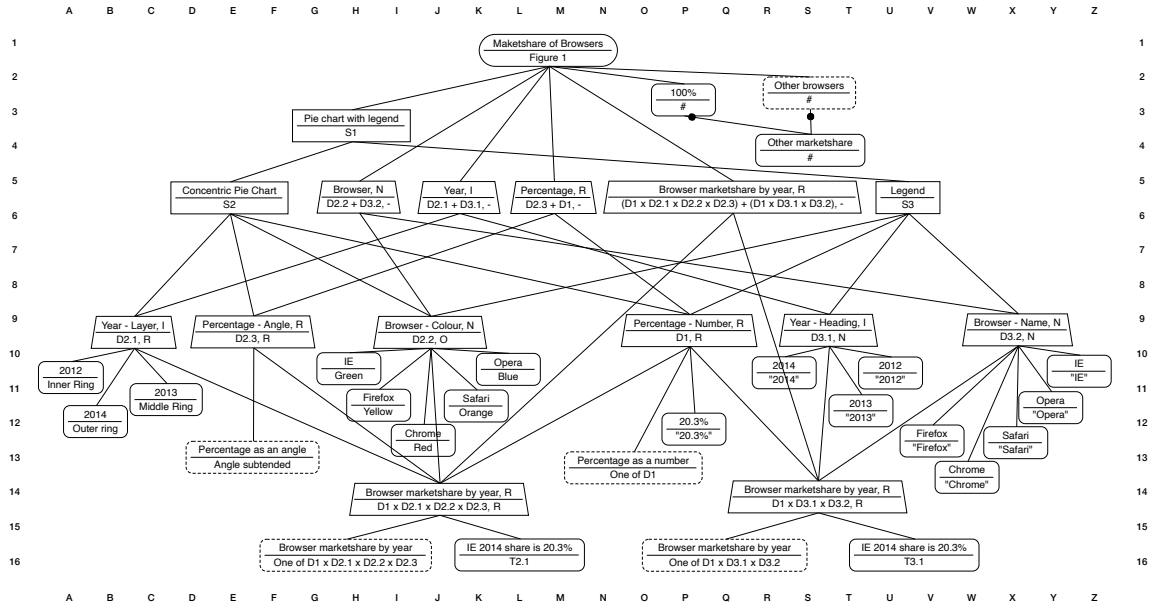 A B C D E F G H I J K L M N O P Q R S T U V W X Y Z
1 1
Maketshare of Browsers
Figure 1
2 2
100%
#
Other browsers
#
3 3
Pie chart with legend
S1
Other marketshare
#
4 4
5 5
Concentric Pie Chart
S2
Browser, N
D2.2 + D3.2, -
Year, I
D2.1 + D3.1, -
Percentage, R
D2.3 + D1, -
Browser marketshare by year, R
(D1 x D2.1 x D2.2 x D2.3) + (D1 x D3.1 x D3.2), -
Legend
S3
6 6
7 7
8 8
9 9
Year - Layer, I
D2.1, R
Percentage - Angle, R
D2.3, R
Browser - Colour, N
D2.2, O
Percentage - Number, R
D1, R
Year - Heading, I
D3.1, N
Browser - Name, N
D3.2, N
10 10
2012
Inner Ring
IE
Green
Opera
Blue
2014
"2014"
2012
"2012"
IE
"IE"
11 11
2013
Middle Ring
Firefox
Yellow
Safari
Orange
2013
"2013"
Opera
"Opera"
12 12
2014
Outer ring
Chrome
Red
20.3%
"20.3%"
Firefox
"Firefox"
Safari
"Safari"
13 13
Percentage as an angle
Angle subtended
Percentage as a number
One of D1
Chrome
"Chrome"
14 14
Browser marketshare by year, R
D1 x D2.1 x D2.2 x D2.3, R
Browser marketshare by year, R
D1 x D3.1 x D3.2, R
15 15
Browser marketshare by year
One of D1 x D2.1 x D2.2 x D2.3
IE 2014 share is 20.3%
T2.1
Browser marketshare by year
One of D1 x D3.1 x D3.2
IE 2014 share is 20.3%
T3.1
16 16
A B C D E F G H I J K L M N O P Q R S T U V W X Y Z